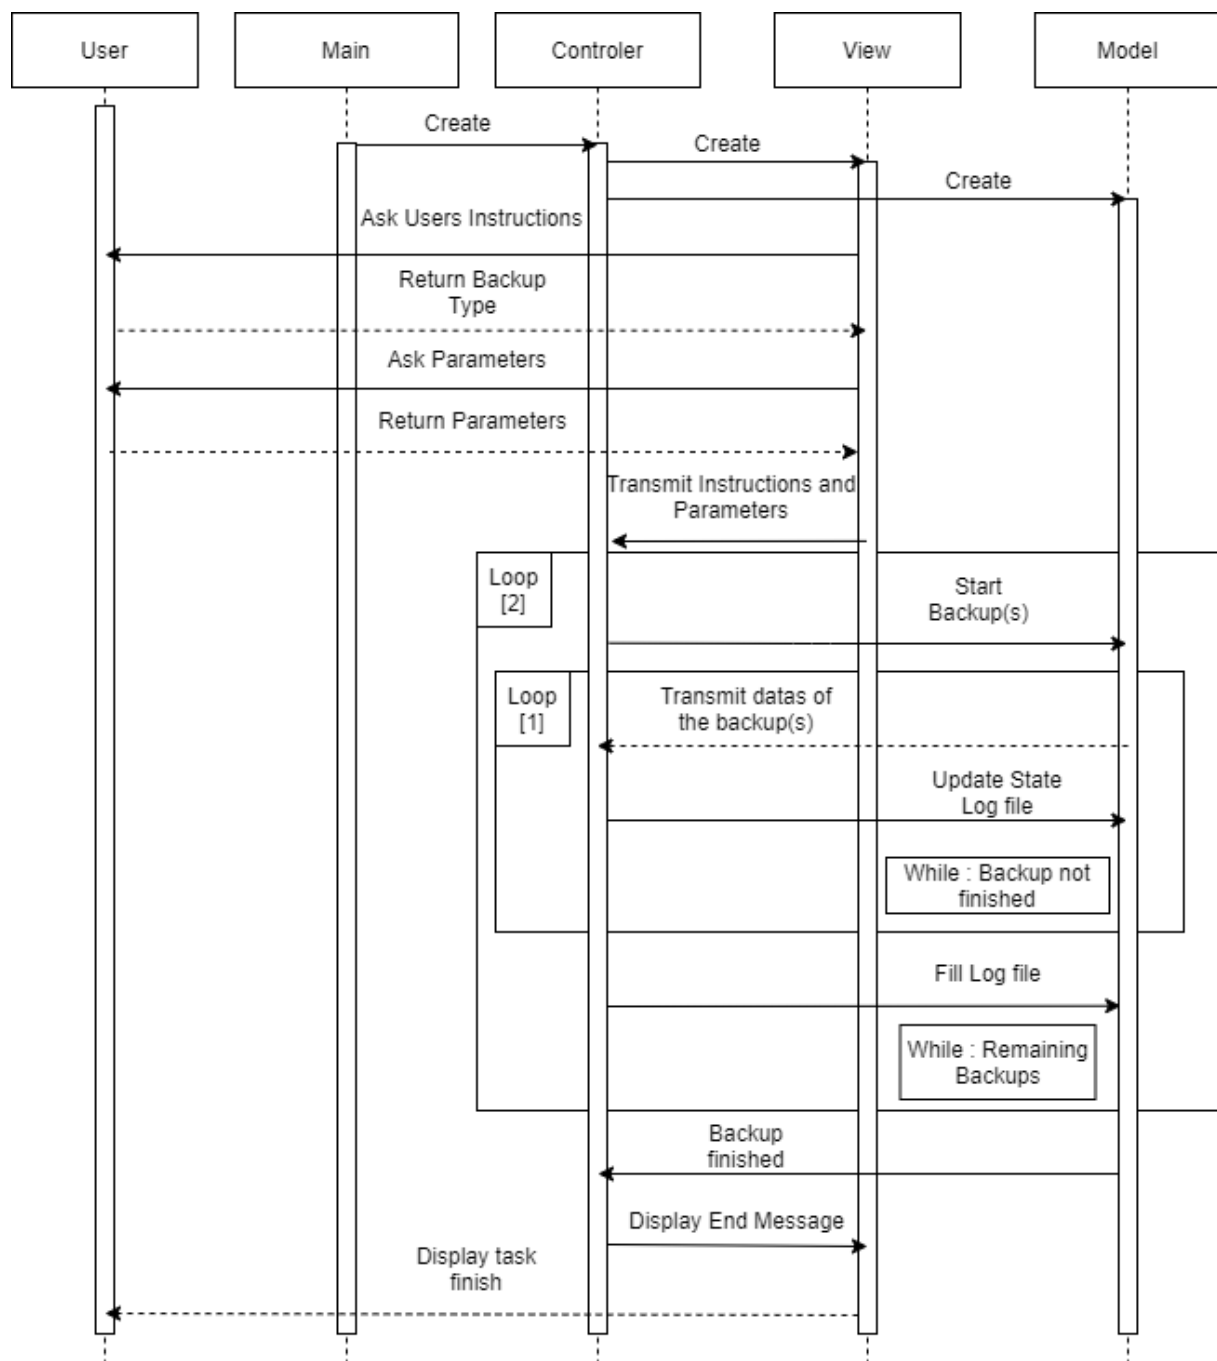 User
Main
Controler
View
Model
Create
Create
Create
Ask Users Instructions
Return Backup
Type
Ask Parameters
Return Parameters
Transmit Instructions and
Parameters
Loop
[2]
Start
Backup(s)
Loop
[1]
Transmit datas of
the backup(s)
Update State
Log file
While : Backup not
finished
Fill Log file
While : Remaining
Backups
Backup
finished
Display End Message
Display task
finish